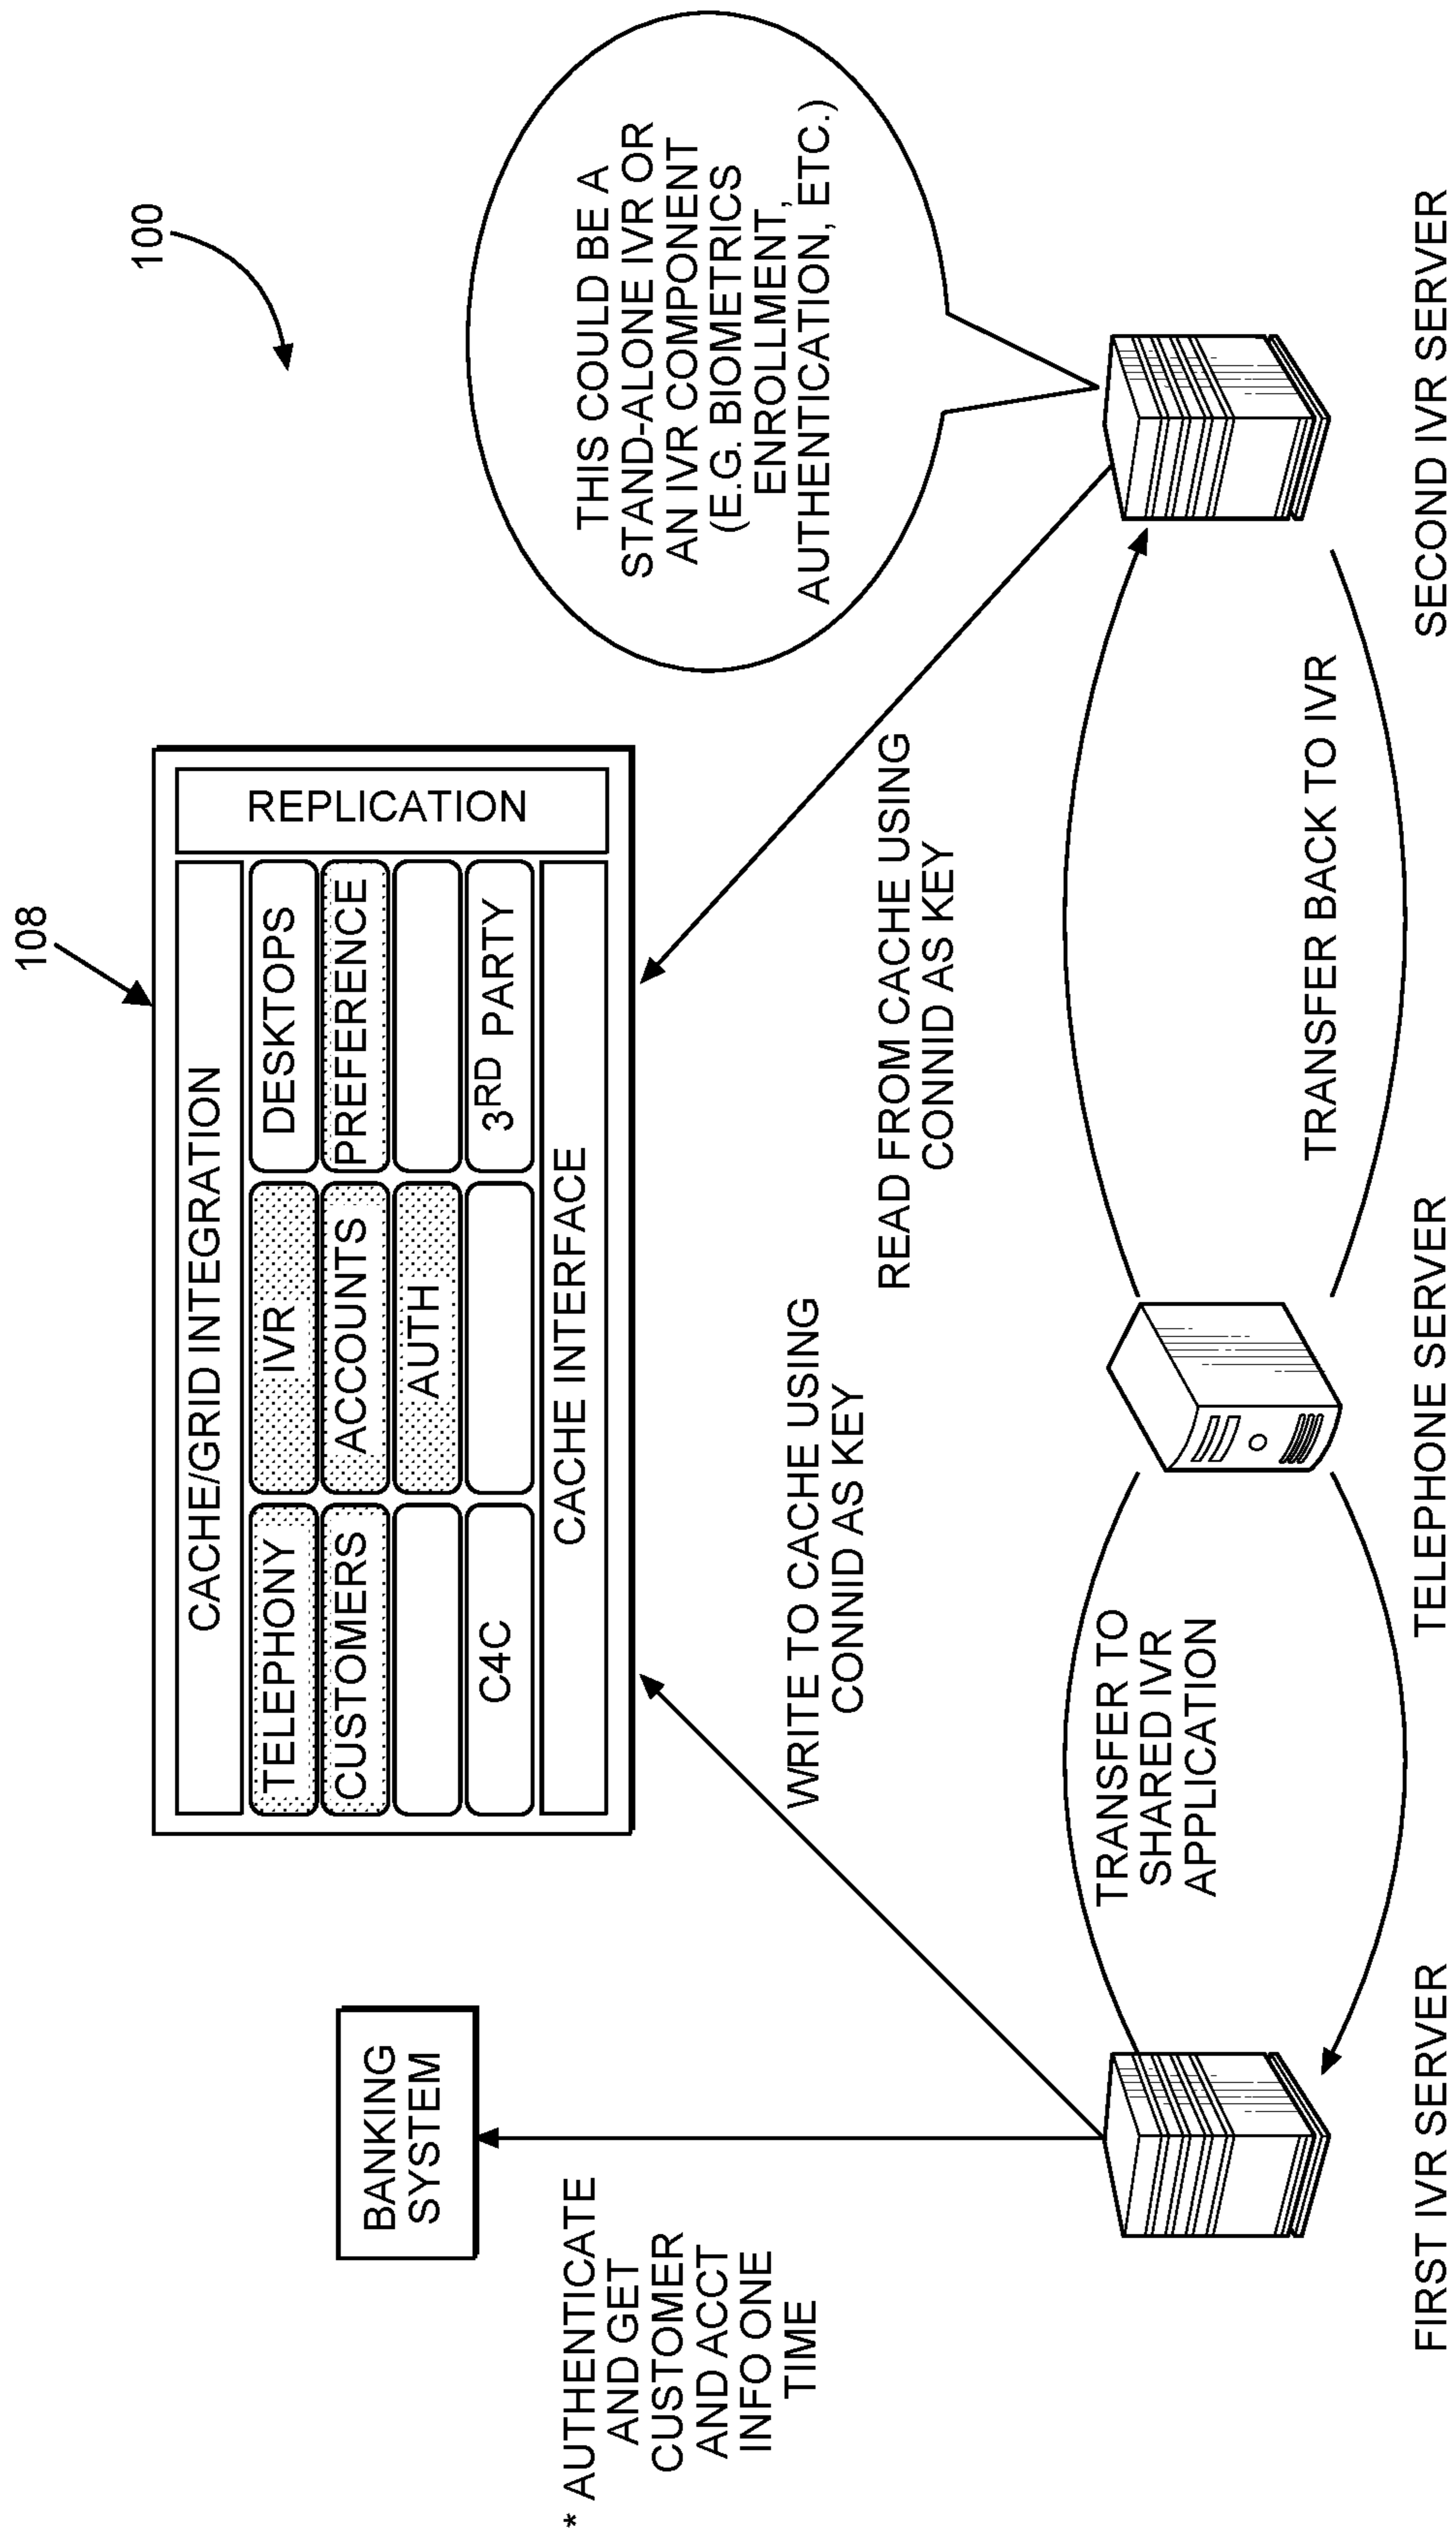 100
108
CACHE/GRID INTEGRATION
TELEPHONY
IVR
DESKTOPS
CUSTOMERS
ACCOUNTS
PREFERENCE
AUTH
C4C
3RD PARTY
CACHE INTERFACE
REPLICATION
BANKING
SYSTEM
* AUTHENTICATE
AND GET
CUSTOMER
AND ACCT
INFO ONE
TIME
WRITE TO CACHE USING
CONNID AS KEY
READ FROM CACHE USING
CONNID AS KEY
THIS COULD BE A
STAND-ALONE IVR OR
AN IVR COMPONENT
(E.G. BIOMETRICS
ENROLLMENT,
AUTHENTICATION, ETC.)
TRANSFER TO
SHARED IVR
APPLICATION
TRANSFER BACK TO IVR
FIRST IVR SERVER
TELEPHONE SERVER
SECOND IVR SERVER